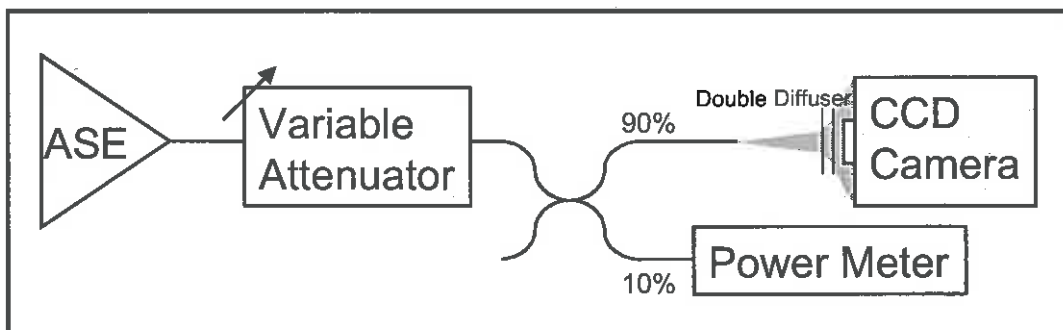 ASE
Variable
Attenuator
90%
10%
Double Diffuser
CCD
Camera
Power Meter